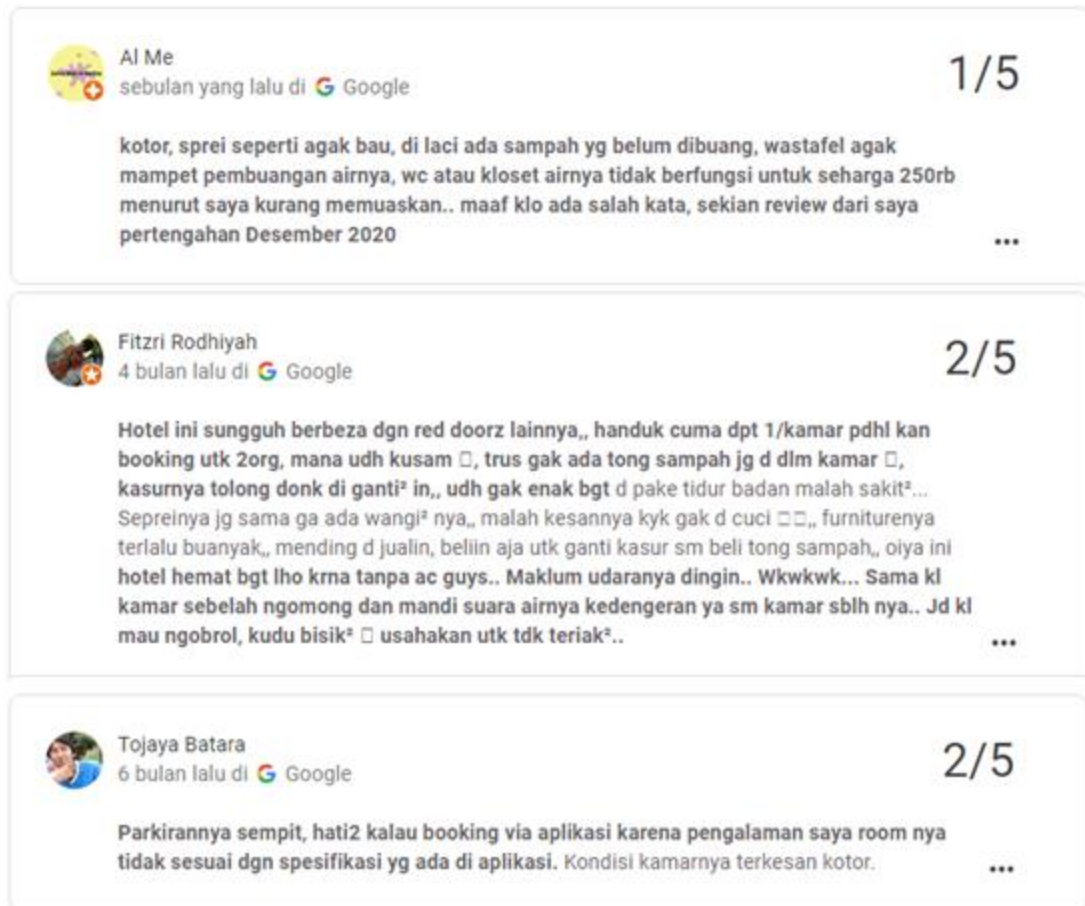 Al Me
sebulan yang lalu di Google
1/5
kotor, sprei seperti agak bau, di laci ada sampah yg belum dibuang, wastafel agak
mampet pembuangan airnya, wc atau kloset airnya tidak berfungsi untuk seharga 250rb
menurut saya kurang memuaskan.. maaf klo ada salah kata, sekian review dari saya
pertengahan Desember 2020
Fitzri Rodhiyah
4 bulan lalu di Google
2/5
Hotel ini sungguh berbeza dgn red doorz lainnya,, handuk cuma dpt 1/kamar pdhl kan
booking utk 2org, mana udh kusam □, trus gak ada tong sampah jg d dlm kamar □,
kasurnya tolong donk di ganti² in,, udh gak enak bgt d pake tidur badan malah sakit²...
Sepreinya jg sama ga ada wangi² nya,, malah kesannya kyk gak d cuci □□,, furniturenya
terlalu buanyak,, mending d jualin, beliin aja utk ganti kasur sm beli tong sampah,, oiya ini
hotel hemat bgt lho krna tanpa ac guys.. Maklum udaranya dingin.. Wkwkwk... Sama kl
kamar sebelah ngomong dan mandi suara airnya kedengeran ya sm kamar sblh nya.. Jd kl
mau ngobrol, kudu bisik² □ usahakan utk tdk teriak²..
Tojaya Batara
6 bulan lalu di Google
2/5
Parkirannya sempit, hati2 kalau booking via aplikasi karena pengalaman saya room nya
tidak sesuai dgn spesifikasi yg ada di aplikasi. Kondisi kamarnya terkesan kotor.